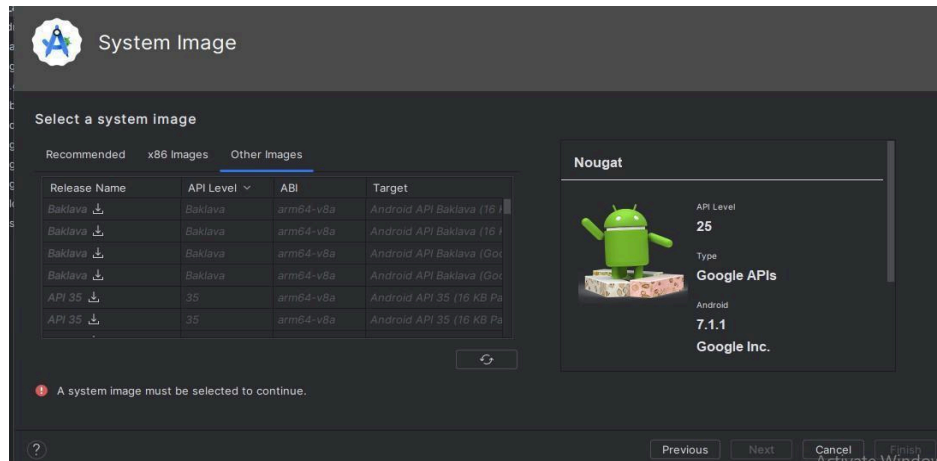 System Image
Select a system image
Recommended x86 Images Other Images
Release Name API Level ABI Target
Baklava Baklava arm64-v8a Android API Baklava (16 K
Baklava Baklava arm64-v8a Android API Baklava (16 K
Baklava Baklava arm64-v8a Android API Baklava (Goo
Baklava Baklava arm64-v8a Android API Baklava (Goo
API 35 35 arm64-v8a Android API 35 (16 KB Pa
API 35 35 arm64-v8a Android API 35 (16 KB Pa
A system image must be selected to continue.
Nougat
API Level
25
Type
Google APIs
Android
7.1.1
Google Inc.
?
Previous Next Cancel Finish
Activate Window